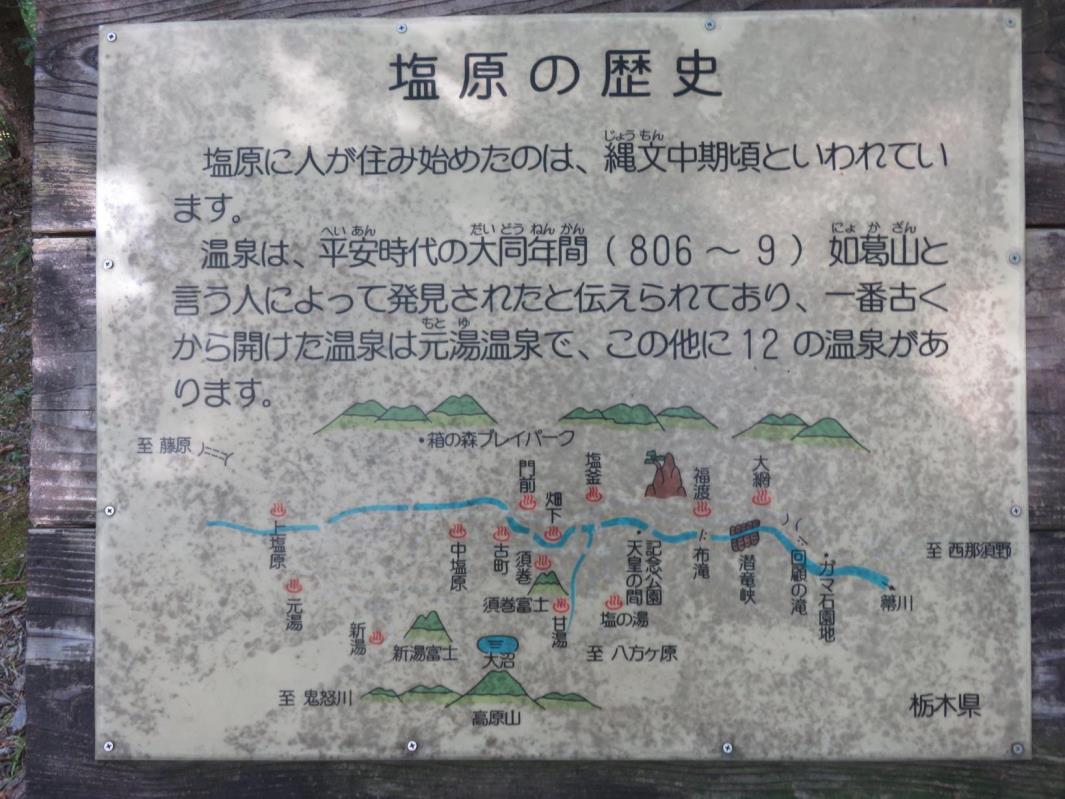 塩原の歴史
じょうもん
塩原に人が住み始めたのは、縄文中期頃といわれてい
ます。
へいあん だいどうねんかん にょかざん
温泉は、平安時代の大同年間(806～9)如葛山と
言う人によって発見されたと伝えられており、一番古く
もとゆ
から開けた温泉は元湯温泉で、この他に12の温泉があ
ります。
至 藤原
・箱の森プレイパーク
門前
畑下
塩釜
福渡
大網
上塩原
元湯
中塩原
古町
須巻
須巻富士
甘湯
天皇の間
記念公園
塩の湯
布滝
潜竜峡
回顧の滝
・ガマ石園地
箒川
至 西那須野
新湯
新湯富士
大沼
至 八方ヶ原
至 鬼怒川
高原山
栃木県